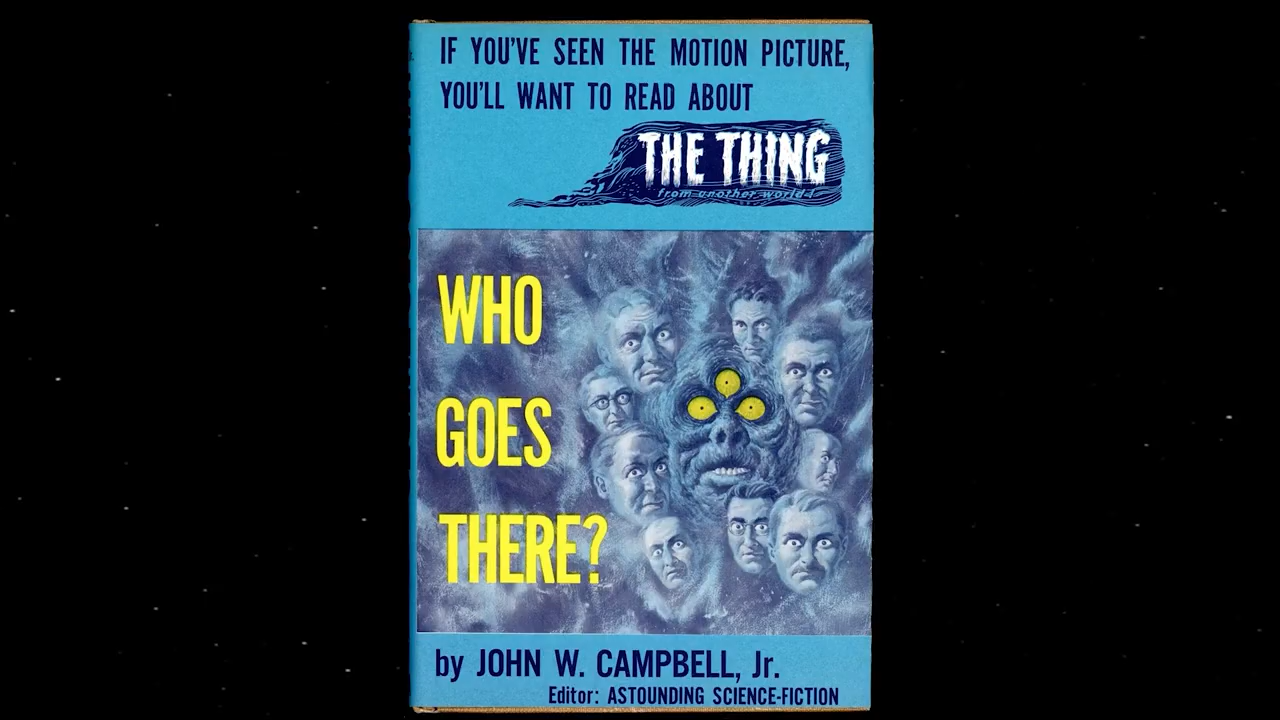 IF YOU'VE SEEN THE MOTION PICTURE,
YOU'LL WANT TO READ ABOUT
THE THING
from another world!
WHO
GOES
THERE?
by JOHN W. CAMPBELL, Jr.
Editor: ASTOUNDING SCIENCE-FICTION